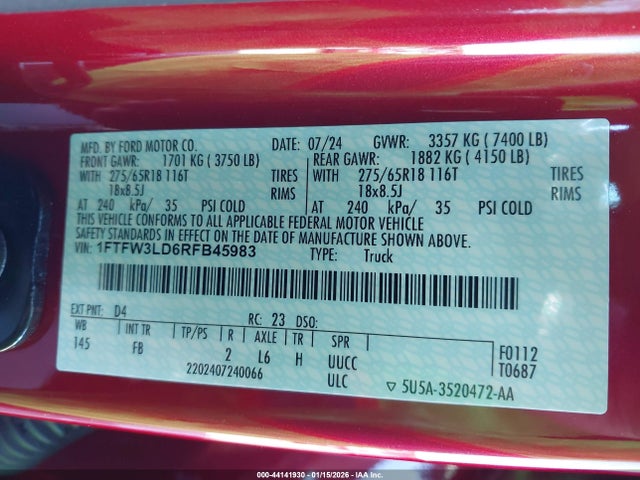 MFD. BY FORD MOTOR CO. DATE: 07/24 GVWR: 3357 KG ( 7400 LB)
FRONT GAWR: 1701 KG ( 3750 LB) REAR GAWR: 1882 KG ( 4150 LB)
WITH 275/65R18 116T TIRES WITH 275/65R18 116T TIRES
18x8.5J RIMS 18x8.5J RIMS
AT 240 kPa/ 35 PSI COLD AT 240 kPa/ 35 PSI COLD
THIS VEHICLE CONFORMS TO ALL APPLICABLE FEDERAL MOTOR VEHICLE
SAFETY STANDARDS IN EFFECT ON THE DATE OF MANUFACTURE SHOWN ABOVE.
VIN: 1FTFW3LD6RFB45983 TYPE: Truck
EXT PNT: D4 RC: 23 DSO:
WB INT TR TP/PS R AXLE TR SPR F0112
145 FB 2 L6 H UUCC T0687
2202407240066 ULC ▽ 5U5A-3520472-AA
000-44141930 - 01/15/2026 - IAA Inc.